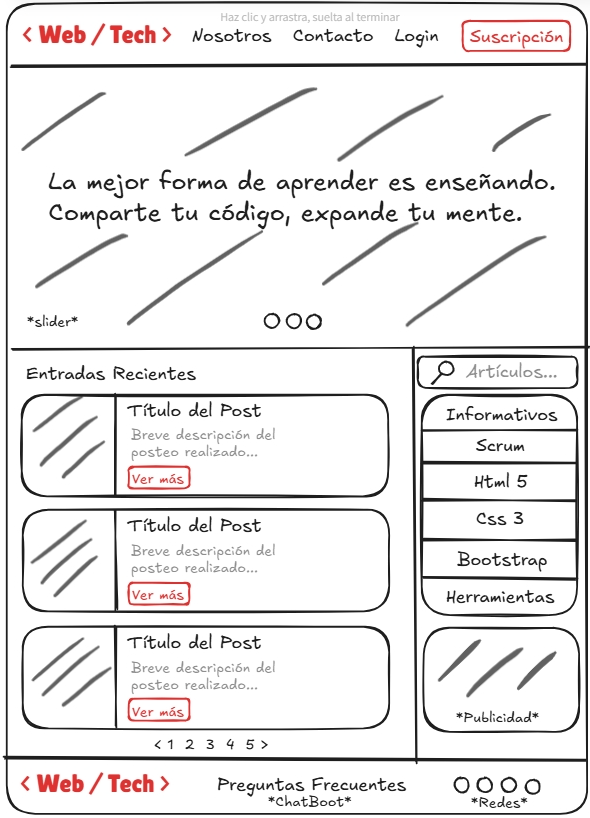 Haz clic y arrastra, suelta al terminar
< Web / Tech > Nosotros Contacto Login Suscripción
La mejor forma de aprender es enseñando.
Comparte tu código, expande tu mente.
*slider*
Entradas Recientes
Título del Post
Breve descripción del
posteo realizado...
Ver más
Título del Post
Breve descripción del
posteo realizado...
Ver más
Título del Post
Breve descripción del
posteo realizado...
Ver más
< 1 2 3 4 5 >
Artículos...
Informativos
Scrum
Html 5
Css 3
Bootstrap
Herramientas
*Publicidad*
< Web / Tech >
Preguntas Frecuentes
*ChatBoot*
*Redes*